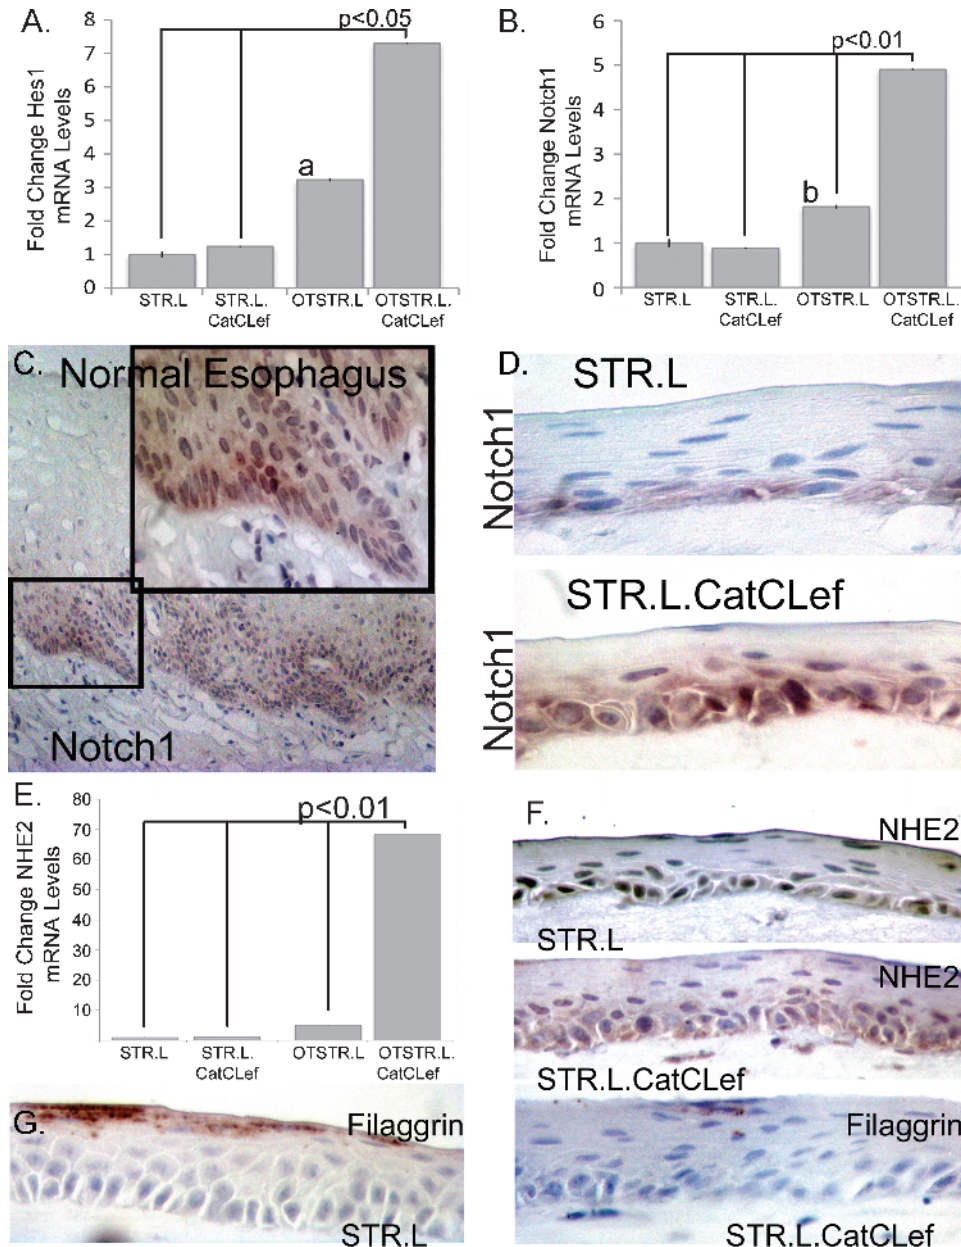 A.
p<0.05
Fold Change Hes1
mRNA Levels
8
7
6
5
4
3
2
1
0
a
STR.L
STR.L.
CatCLef
OTSTR.L
OTSTR.L.
CatCLef
B.
p<0.01
Fold Change Notch1
mRNA Levels
6
5
4
3
2
1
0
b
STR.L
STR.L.
CatCLef
OTSTR.L
OTSTR.L.
CatCLef
C.
Normal Esophagus
Notch1
D.
STR.L
Notch1
STR.L.CatCLef
Notch1
E.
p<0.01
Fold Change NHE2
mRNA Levels
80
70
60
50
40
30
20
10
STR.L
STR.L.
CatCLef
OTSTR.L
OTSTR.L.
CatCLef
F.
NHE2
STR.L
NHE2
STR.L.CatCLef
G.
Filaggrin
STR.L
Filaggrin
STR.L.CatCLef